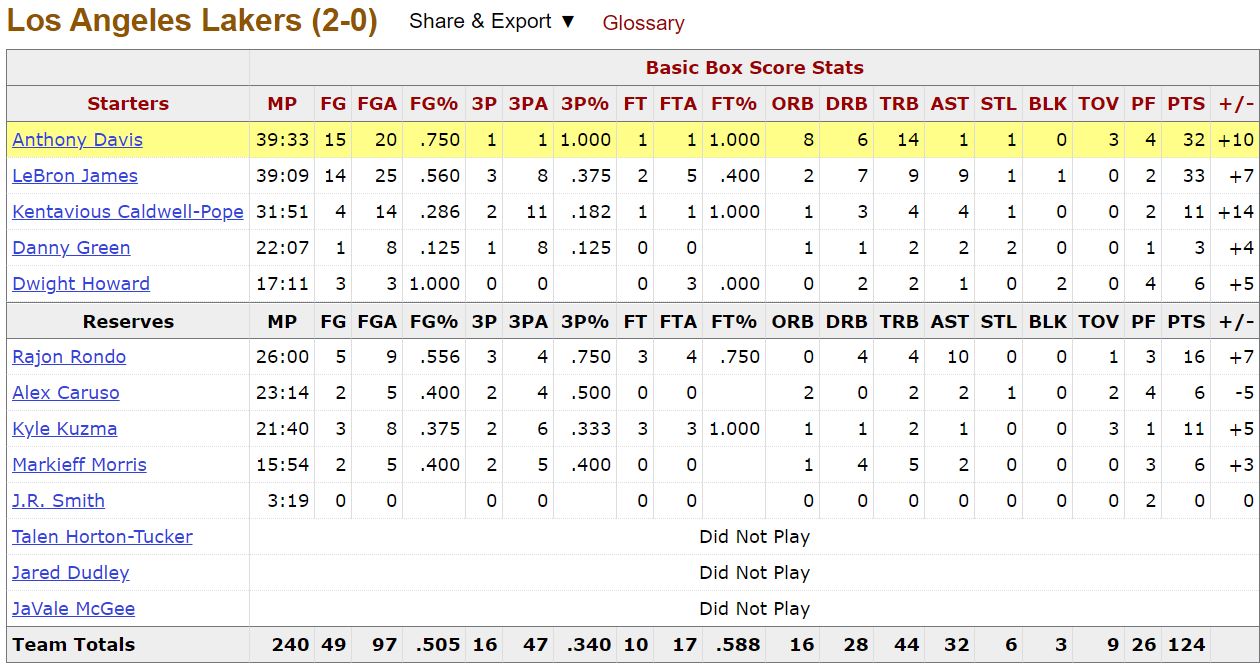 Los Angeles Lakers (2-0) Share & Export ▼ Glossary
Basic Box Score Stats
Starters MP FG FGA FG% 3P 3PA 3P% FT FTA FT% ORB DRB TRB AST STL BLK TOV PF PTS +/-
Anthony Davis 39:33 15 20 .750 1 1 1.000 1 1 1.000 8 6 14 1 1 0 3 4 32 +10
LeBron James 39:09 14 25 .560 3 8 .375 2 5 .400 2 7 9 9 1 1 0 2 33 +7
Kentavious Caldwell-Pope 31:51 4 14 .286 2 11 .182 1 1 1.000 1 3 4 4 1 0 0 2 11 +14
Danny Green 22:07 1 8 .125 1 8 .125 0 0 1 1 2 2 2 0 0 1 3 +4
Dwight Howard 17:11 3 3 1.000 0 0 0 3 .000 0 2 2 1 0 2 0 4 6 +5
Reserves MP FG FGA FG% 3P 3PA 3P% FT FTA FT% ORB DRB TRB AST STL BLK TOV PF PTS +/-
Rajon Rondo 26:00 5 9 .556 3 4 .750 3 4 .750 0 4 4 10 0 0 1 3 16 +7
Alex Caruso 23:14 2 5 .400 2 4 .500 0 0 2 0 2 2 1 0 2 4 6 -5
Kyle Kuzma 21:40 3 8 .375 2 6 .333 3 3 1.000 1 1 2 1 0 0 3 1 11 +5
Markieff Morris 15:54 2 5 .400 2 5 .400 0 0 1 4 5 2 0 0 0 3 6 +3
J.R. Smith 3:19 0 0 0 0 0 0 0 0 0 0 0 0 0 2 0 0
Talen Horton-Tucker Did Not Play
Jared Dudley Did Not Play
JaVale McGee Did Not Play
Team Totals 240 49 97 .505 16 47 .340 10 17 .588 16 28 44 32 6 3 9 26 124